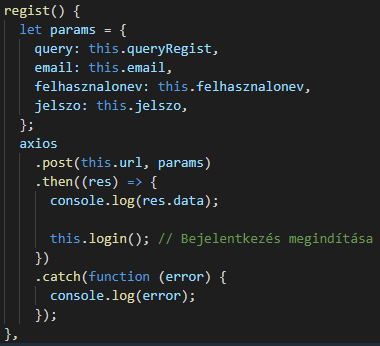 regist() {
let params = {
query: this.queryRegist,
email: this.email,
felhasznalonev: this.felhasznalonev,
jelszo: this.jelszo,
};
axios
.post(this.url, params)
.then((res) => {
console.log(res.data);
this.login(); // Bejelentkezés megindítása
})
.catch(function (error) {
console.log(error);
});
},